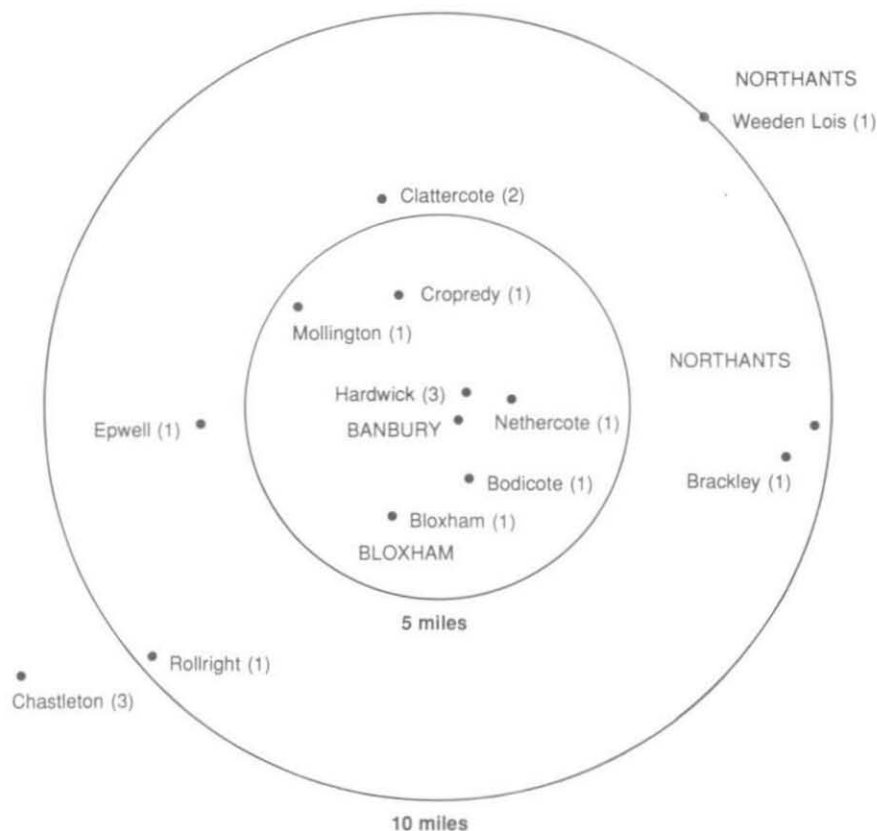 NORTHANTS
Weeden Lois (1)
Clattercote (2)
Cropredy (1)
Mollington (1)
NORTHANTS
Hardwick (3)
Nethercote (1)
BANBURY
Epwell (1)
Brackley (1)
Bodicote (1)
Bloxham (1)
BLOXHAM
5 miles
Rollright (1)
Chastleton (3)
10 miles